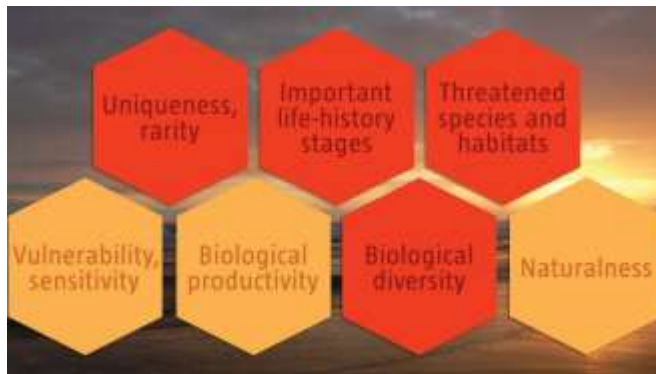 Uniqueness,
rarity
Important
life-history
stages
Threatened
species and
habitats
Vulnerability,
sensitivity
Biological
productivity
Biological
diversity
Naturalness